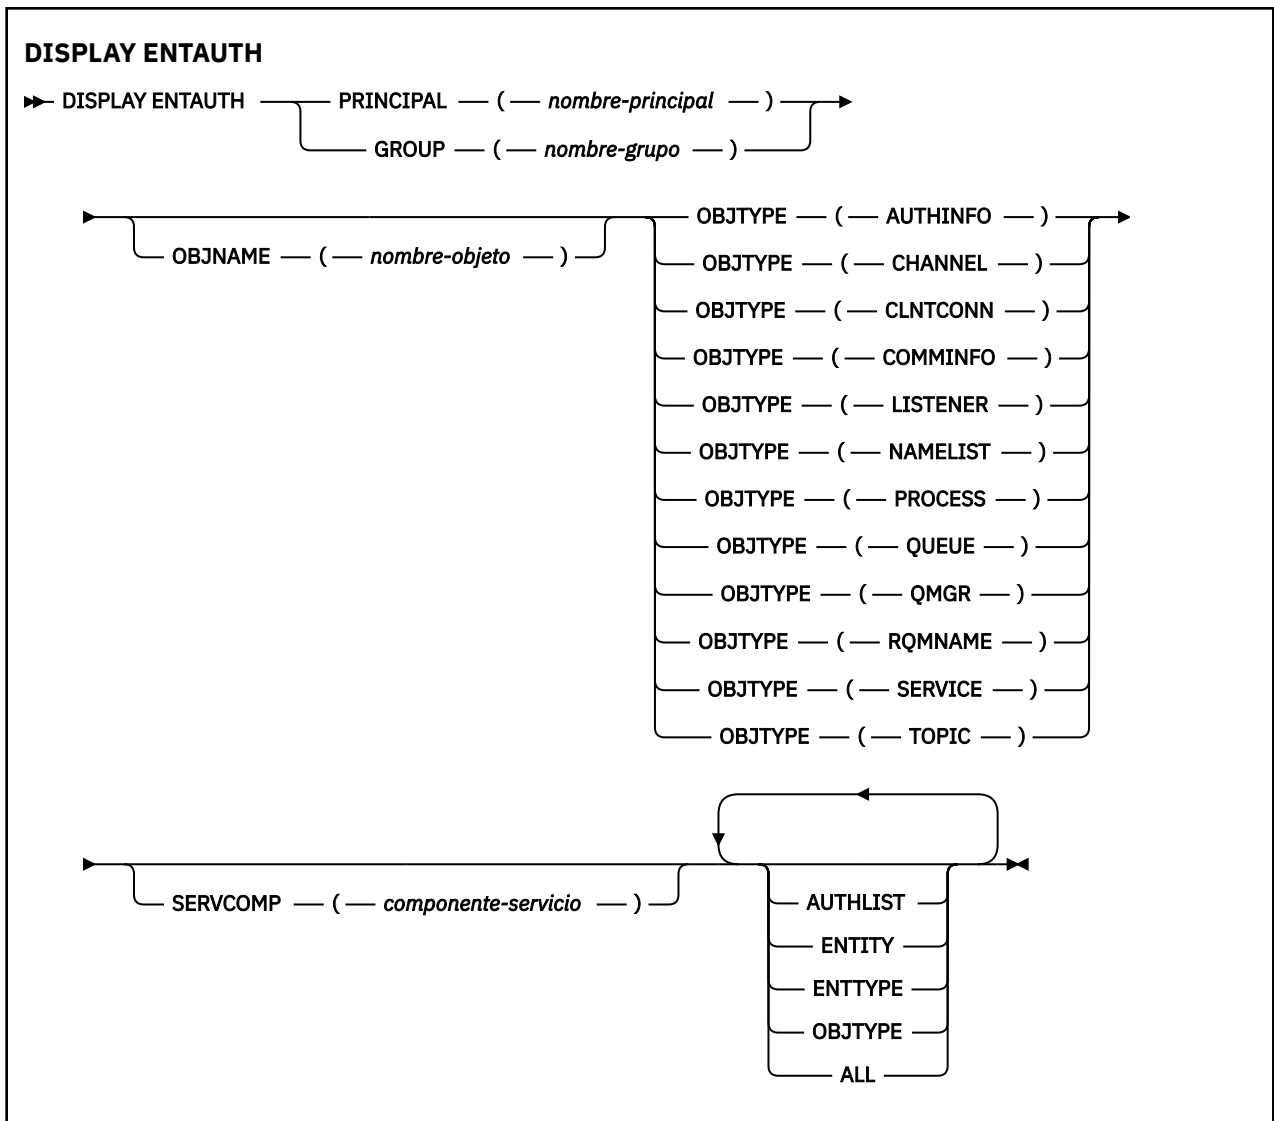 DISPLAY ENTAUTH
DISPLAY ENTAUTH PRINCIPAL ( nombre-principal )
GROUP ( nombre-grupo )
OBJTYPE ( AUTHINFO )
OBJNAME ( nombre-objeto )
OBJTYPE ( CHANNEL )
OBJTYPE ( CLNTCONN )
OBJTYPE ( COMMINFO )
OBJTYPE ( LISTENER )
OBJTYPE ( NAMELIST )
OBJTYPE ( PROCESS )
OBJTYPE ( QUEUE )
OBJTYPE ( QMGR )
OBJTYPE ( RQMNAME )
OBJTYPE ( SERVICE )
OBJTYPE ( TOPIC )
SERVCOMP ( componente-servicio )
AUTHLIST
ENTITY
ENTTYPE
OBJTYPE
ALL